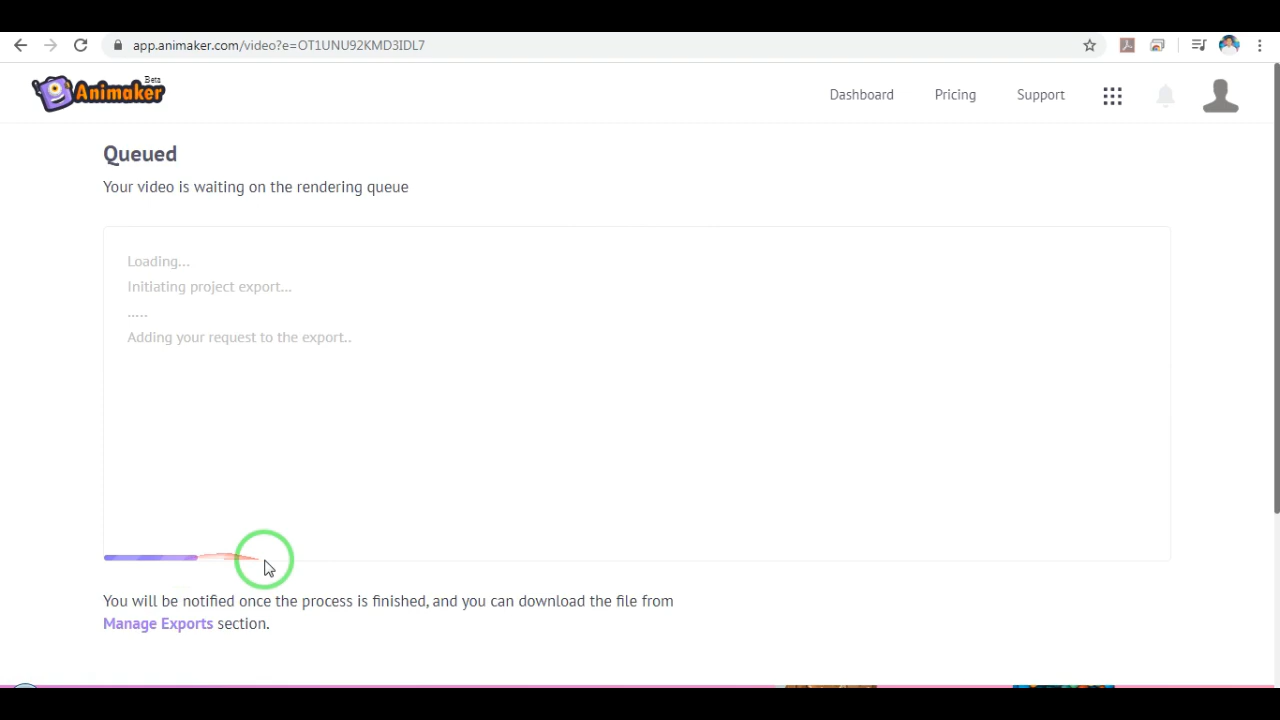 app.animaker.com/video?e=OT1UNU92KMD3IDL7
Animaker Beta
Dashboard
Pricing
Support
Queued
Your video is waiting on the rendering queue
Loading...
Initiating project export...
.....
Adding your request to the export..
You will be notified once the process is finished, and you can download the file from
Manage Exports section.